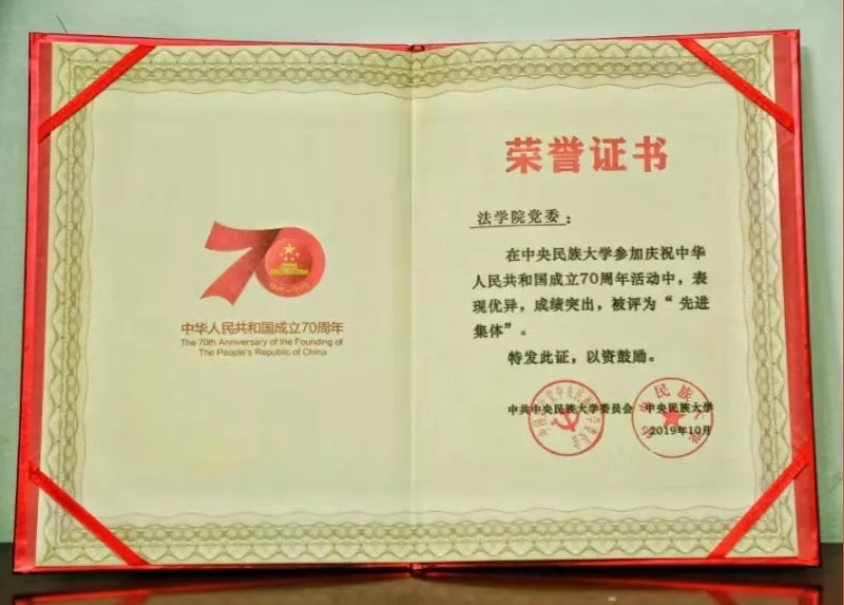 中华人民共和国成立70周年
The 70th Anniversary of the Founding of
The People's Republic of China
荣誉证书
法学院党委：
在中央民族大学参加庆祝中华
人民共和国成立70周年活动中，表
现优异，成绩突出，被评为“先进
集体”。
特发此证，以资鼓励。
中共中央民族大学委员会 中央民族大学
2019年10月